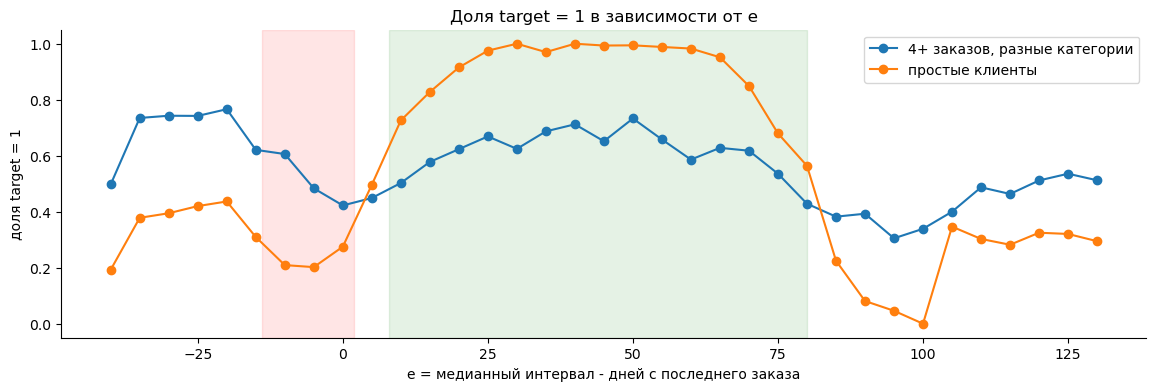 Доля target = 1 в зависимости от e
доля target = 1
1.0
0.8
0.6
0.4
0.2
0.0
4+ заказов, разные категории
простые клиенты
−25
0
25
50
75
100
125
e = медианный интервал - дней с последнего заказа